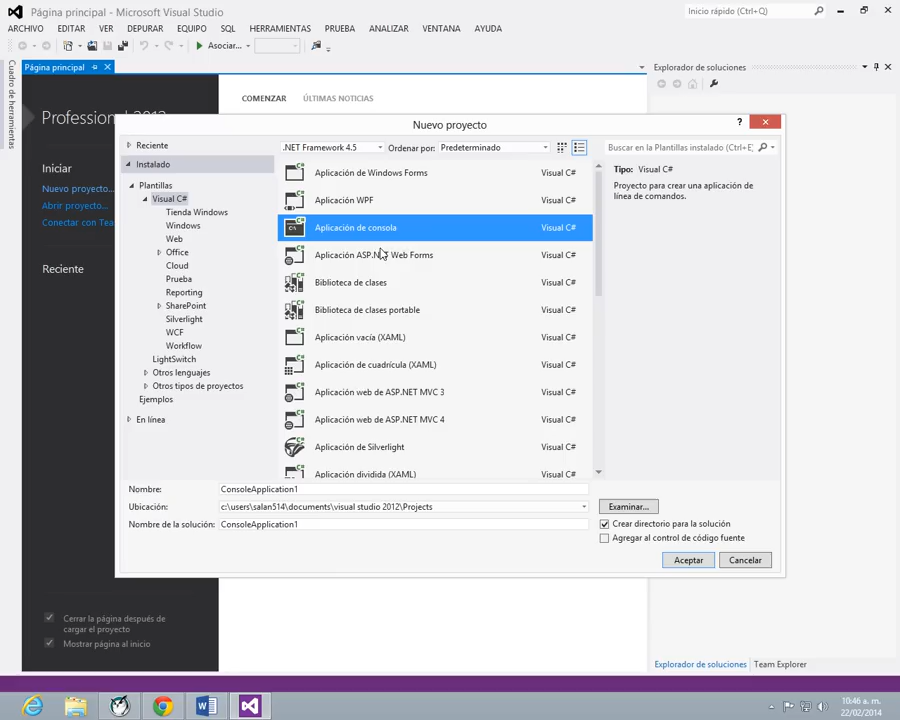 Página principal - Microsoft Visual Studio
Inicio rápido (Ctrl+Q)
ARCHIVO EDITAR VER DEPURAR EQUIPO SQL HERRAMIENTAS PRUEBA ANALIZAR VENTANA AYUDA
Asociar...
Cuadro de herramientas
Página principal
Explorador de soluciones
COMENZAR ÚLTIMAS NOTICIAS
Iniciar
Nuevo proyecto...
Abrir proyecto...
Conectar con Tea
Reciente
Cerrar la página después de
cargar el proyecto
Mostrar página al inicio
Nuevo proyecto
?
Reciente
.NET Framework 4.5
Ordenar por: Predeterminado
Buscar en la Plantillas instalado (Ctrl+E)
Instalado
Plantillas
Visual C#
Tienda Windows
Windows
Web
Office
Cloud
Prueba
Reporting
SharePoint
Silverlight
WCF
Workflow
LightSwitch
Otros lenguajes
Otros tipos de proyectos
Ejemplos
En línea
Aplicación de Windows Forms Visual C#
Aplicación WPF Visual C#
Aplicación de consola Visual C#
Aplicación ASP.NET Web Forms Visual C#
Biblioteca de clases Visual C#
Biblioteca de clases portable Visual C#
Aplicación vacía (XAML) Visual C#
Aplicación de cuadrícula (XAML) Visual C#
Aplicación web de ASP.NET MVC 3 Visual C#
Aplicación web de ASP.NET MVC 4 Visual C#
Aplicación de Silverlight Visual C#
Aplicación dividida (XAML) Visual C#
Tipo: Visual C#
Proyecto para crear una aplicación
de línea de comandos.
Nombre: ConsoleApplication1
Ubicación: c:\users\salan514\documents\visual studio 2012\Projects
Examinar...
Nombre de la solución: ConsoleApplication1
Crear directorio para la solución
Agregar al control de código fuente
Aceptar Cancelar
Explorador de soluciones Team Explorer
10:46 a. m.
22/02/2014